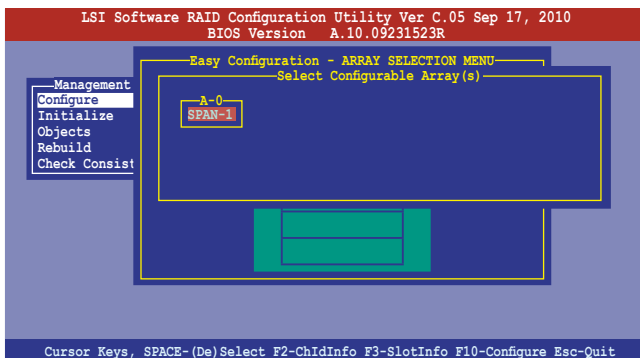 LSI Software RAID Configuration Utility Ver C.05 Sep 17, 2010
BIOS Version A.10.09231523R
Easy Configuration - ARRAY SELECTION MENU
Select Configurable Array(s)
Management
Configure
Initialize
Objects
Rebuild
Check Consist
A-0
SPAN-1
Cursor Keys, SPACE-(De)Select F2-ChIdInfo F3-SlotInfo F10-Configure Esc-Quit